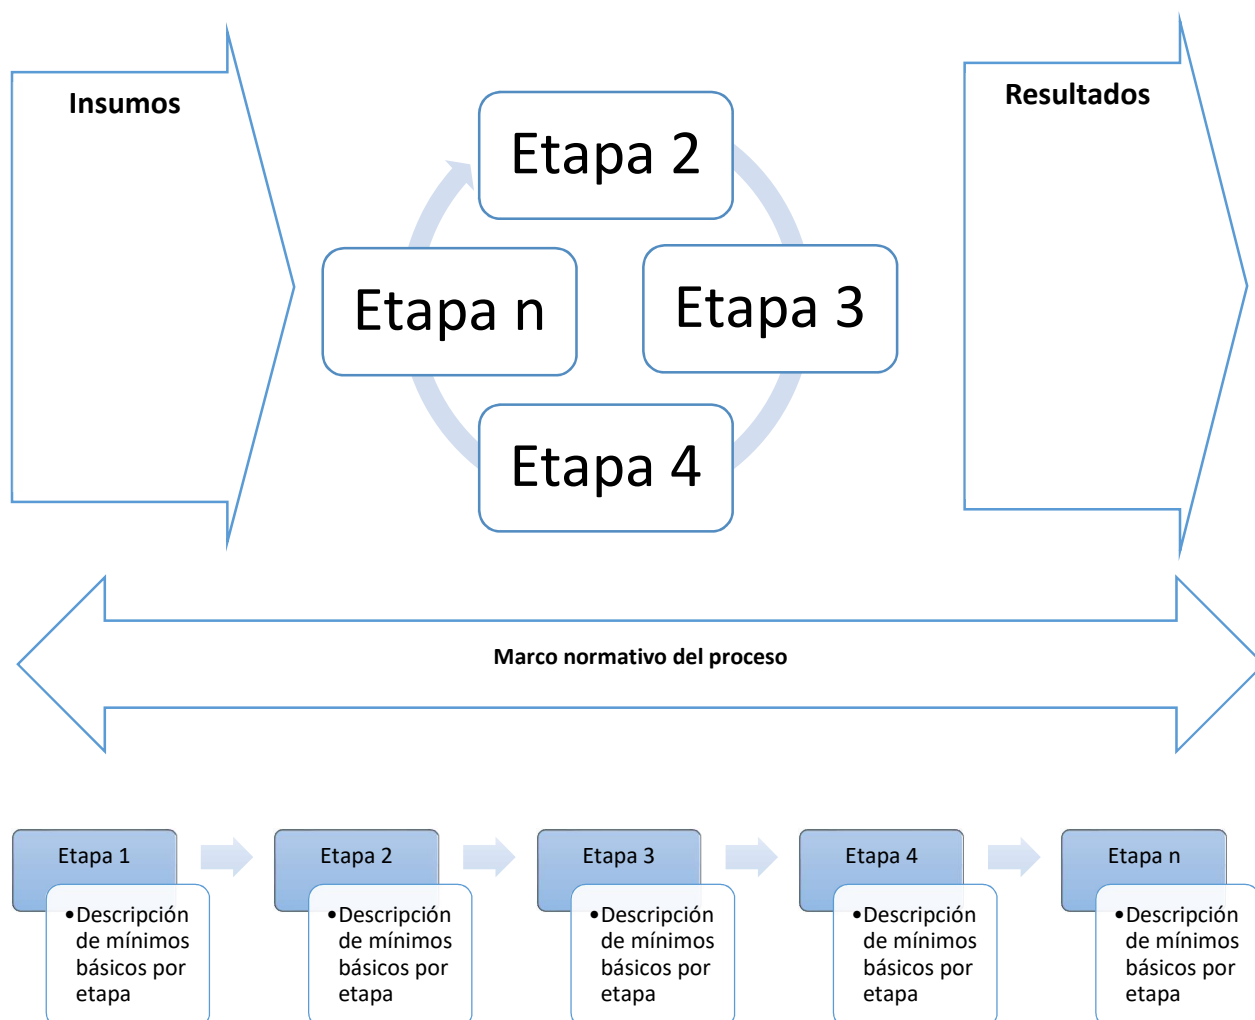 Insumos
Resultados
Etapa 2
Etapa n
Etapa 3
Etapa 4
Marco normativo del proceso
Etapa 1
•Descripción
de mínimos
básicos por
etapa
Etapa 2
•Descripción
de mínimos
básicos por
etapa
Etapa 3
•Descripción
de mínimos
básicos por
etapa
Etapa 4
•Descripción
de mínimos
básicos por
etapa
Etapa n
•Descripción
de mínimos
básicos por
etapa